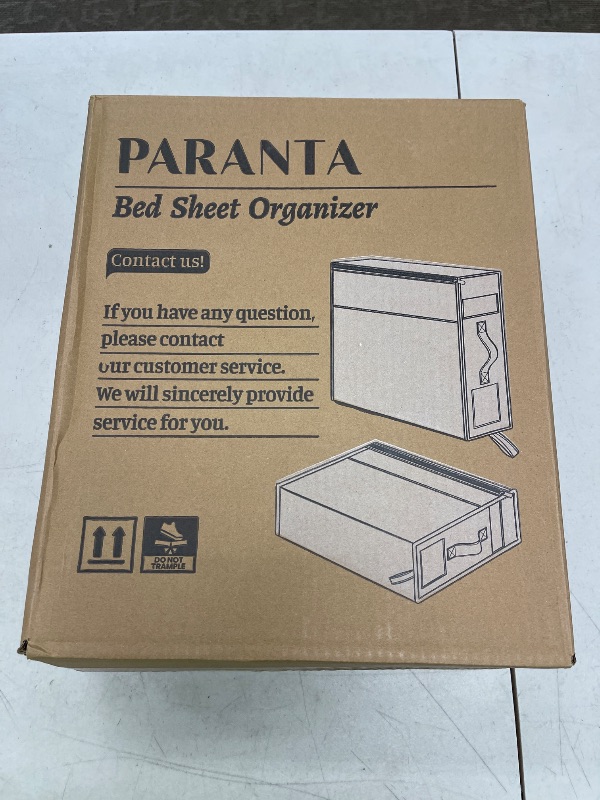 PARANTA
Bed Sheet Organizer
Contact us!
If you have any question,
please contact
our customer service.
We will sincerely provide
service for you.
DO NOT
TRAMPLE